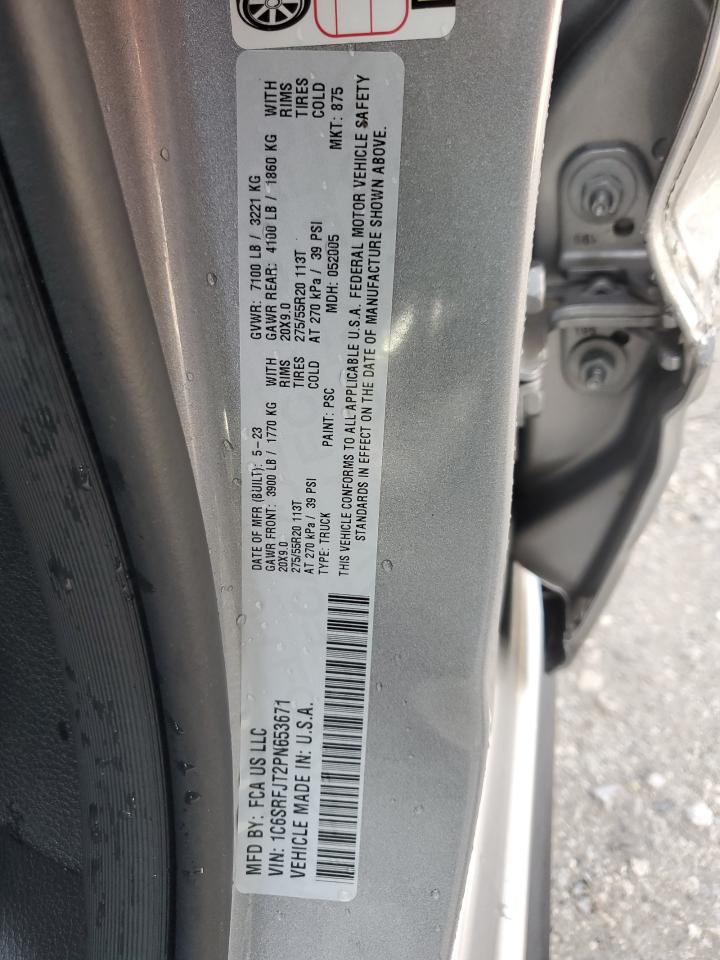 MFD BY: FCA US LLC
VIN: 1C6SRFJT2PN653671
VEHICLE MADE IN: U.S.A.
DATE OF MFR (BUILT): 5-23 GVWR: 7100 LB / 3221 KG
GAWR FRONT: 3900 LB / 1770 KG WITH GAWR REAR: 4100 LB / 1860 KG WITH
20X9.0 RIMS 20X9.0 RIMS
275/55R20 113T TIRES 275/55R20 113T TIRES
AT 270 kPa / 39 PSI COLD AT 270 kPa / 39 PSI COLD
TYPE: TRUCK PAINT: PSC MDH: 052005 MKT: 875
THIS VEHICLE CONFORMS TO ALL APPLICABLE U.S.A. FEDERAL MOTOR VEHICLE SAFETY
STANDARDS IN EFFECT ON THE DATE OF MANUFACTURE SHOWN ABOVE.